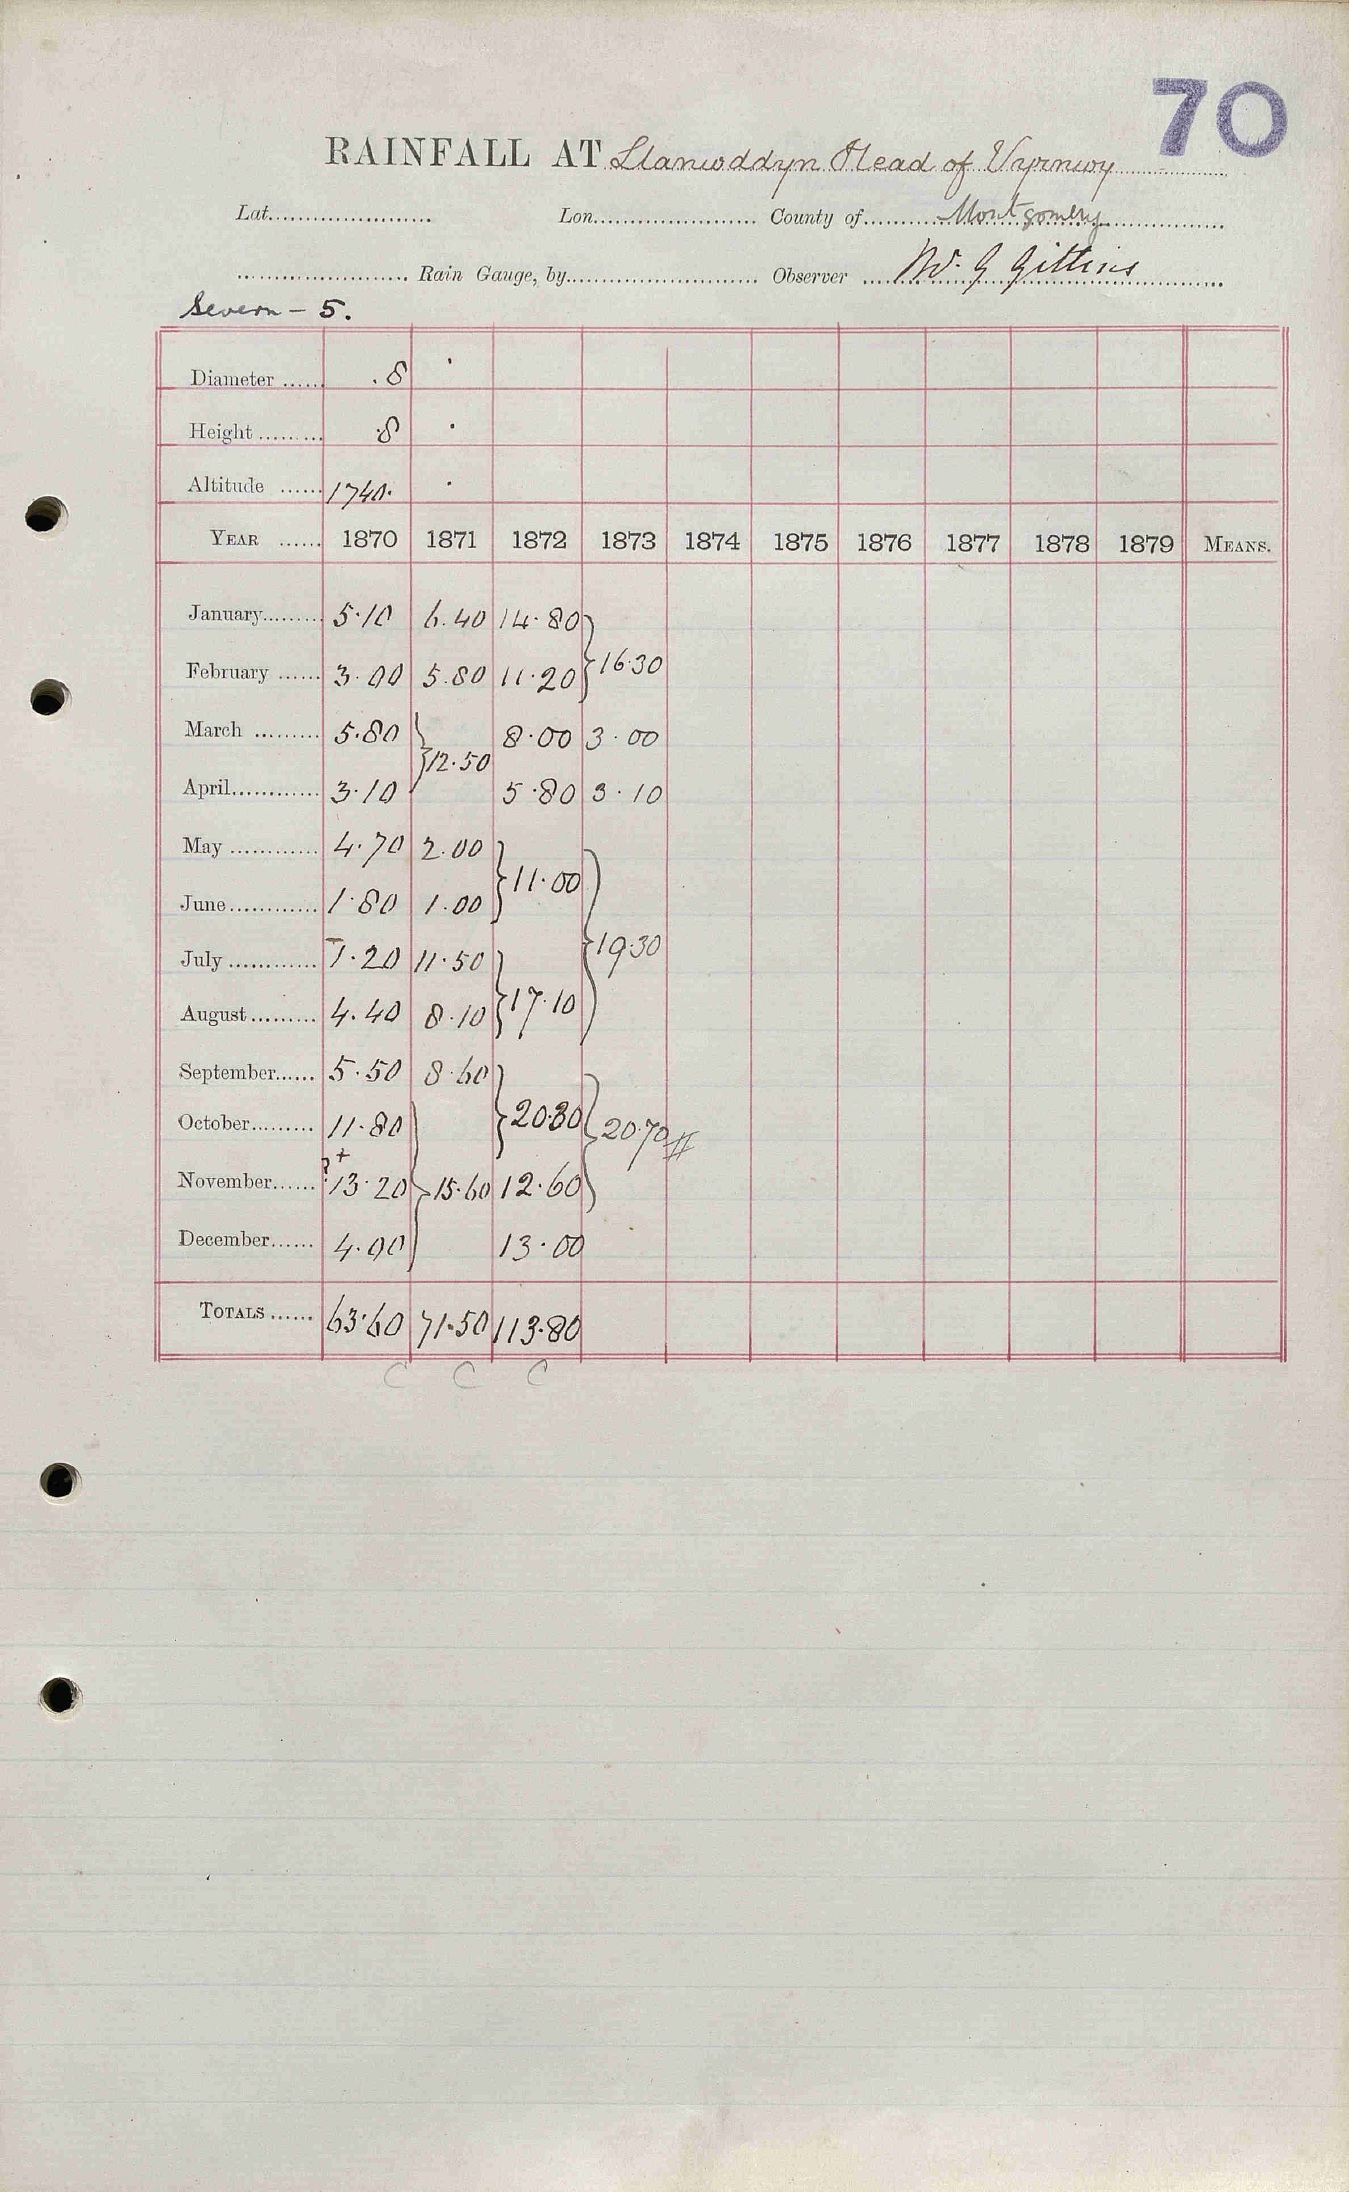 70
RAINFALL AT Llanwddyn Head of Vyrnwy
Lat. Lon. County of Montgomery
Rain Gauge, by Observer W. G Gittins
Severn - 5.
Diameter .8
Height .8
Altitude 1740.
YEAR 1870 1871 1872 1873 1874 1875 1876 1877 1878 1879 MEANS.
January 5.10 6.40 14.80
February 3.00 5.80 11.20 } 16.30
March 5.80 8.00 3.00
} 12.50
April 3.10 5.80 3.10
May 4.70 2.00
} 11.00
June 1.80 1.00
July 1.20 11.50 } 19.30
August 4.40 8.10 } 17.10
September 5.50 8.60
October 11.80 } 20.30 } 20.70 //
? +
November 13.20 } 15.60 12.60
December 4.00 13.00
TOTALS 63.60 71.50 113.80
C C C